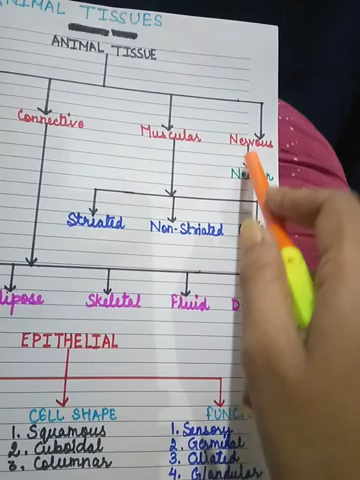 ANIMAL TISSUES
ANIMAL TISSUE
Connective
Muscular
Nervous
Striated
Non-Striated
Skeletal
Fluid
EPITHELIAL
CELL SHAPE
1. Squamous
2. Cuboidal
3. Columnar
1. Sensory
2. Germinal
3. Ciliated
4. Glandular